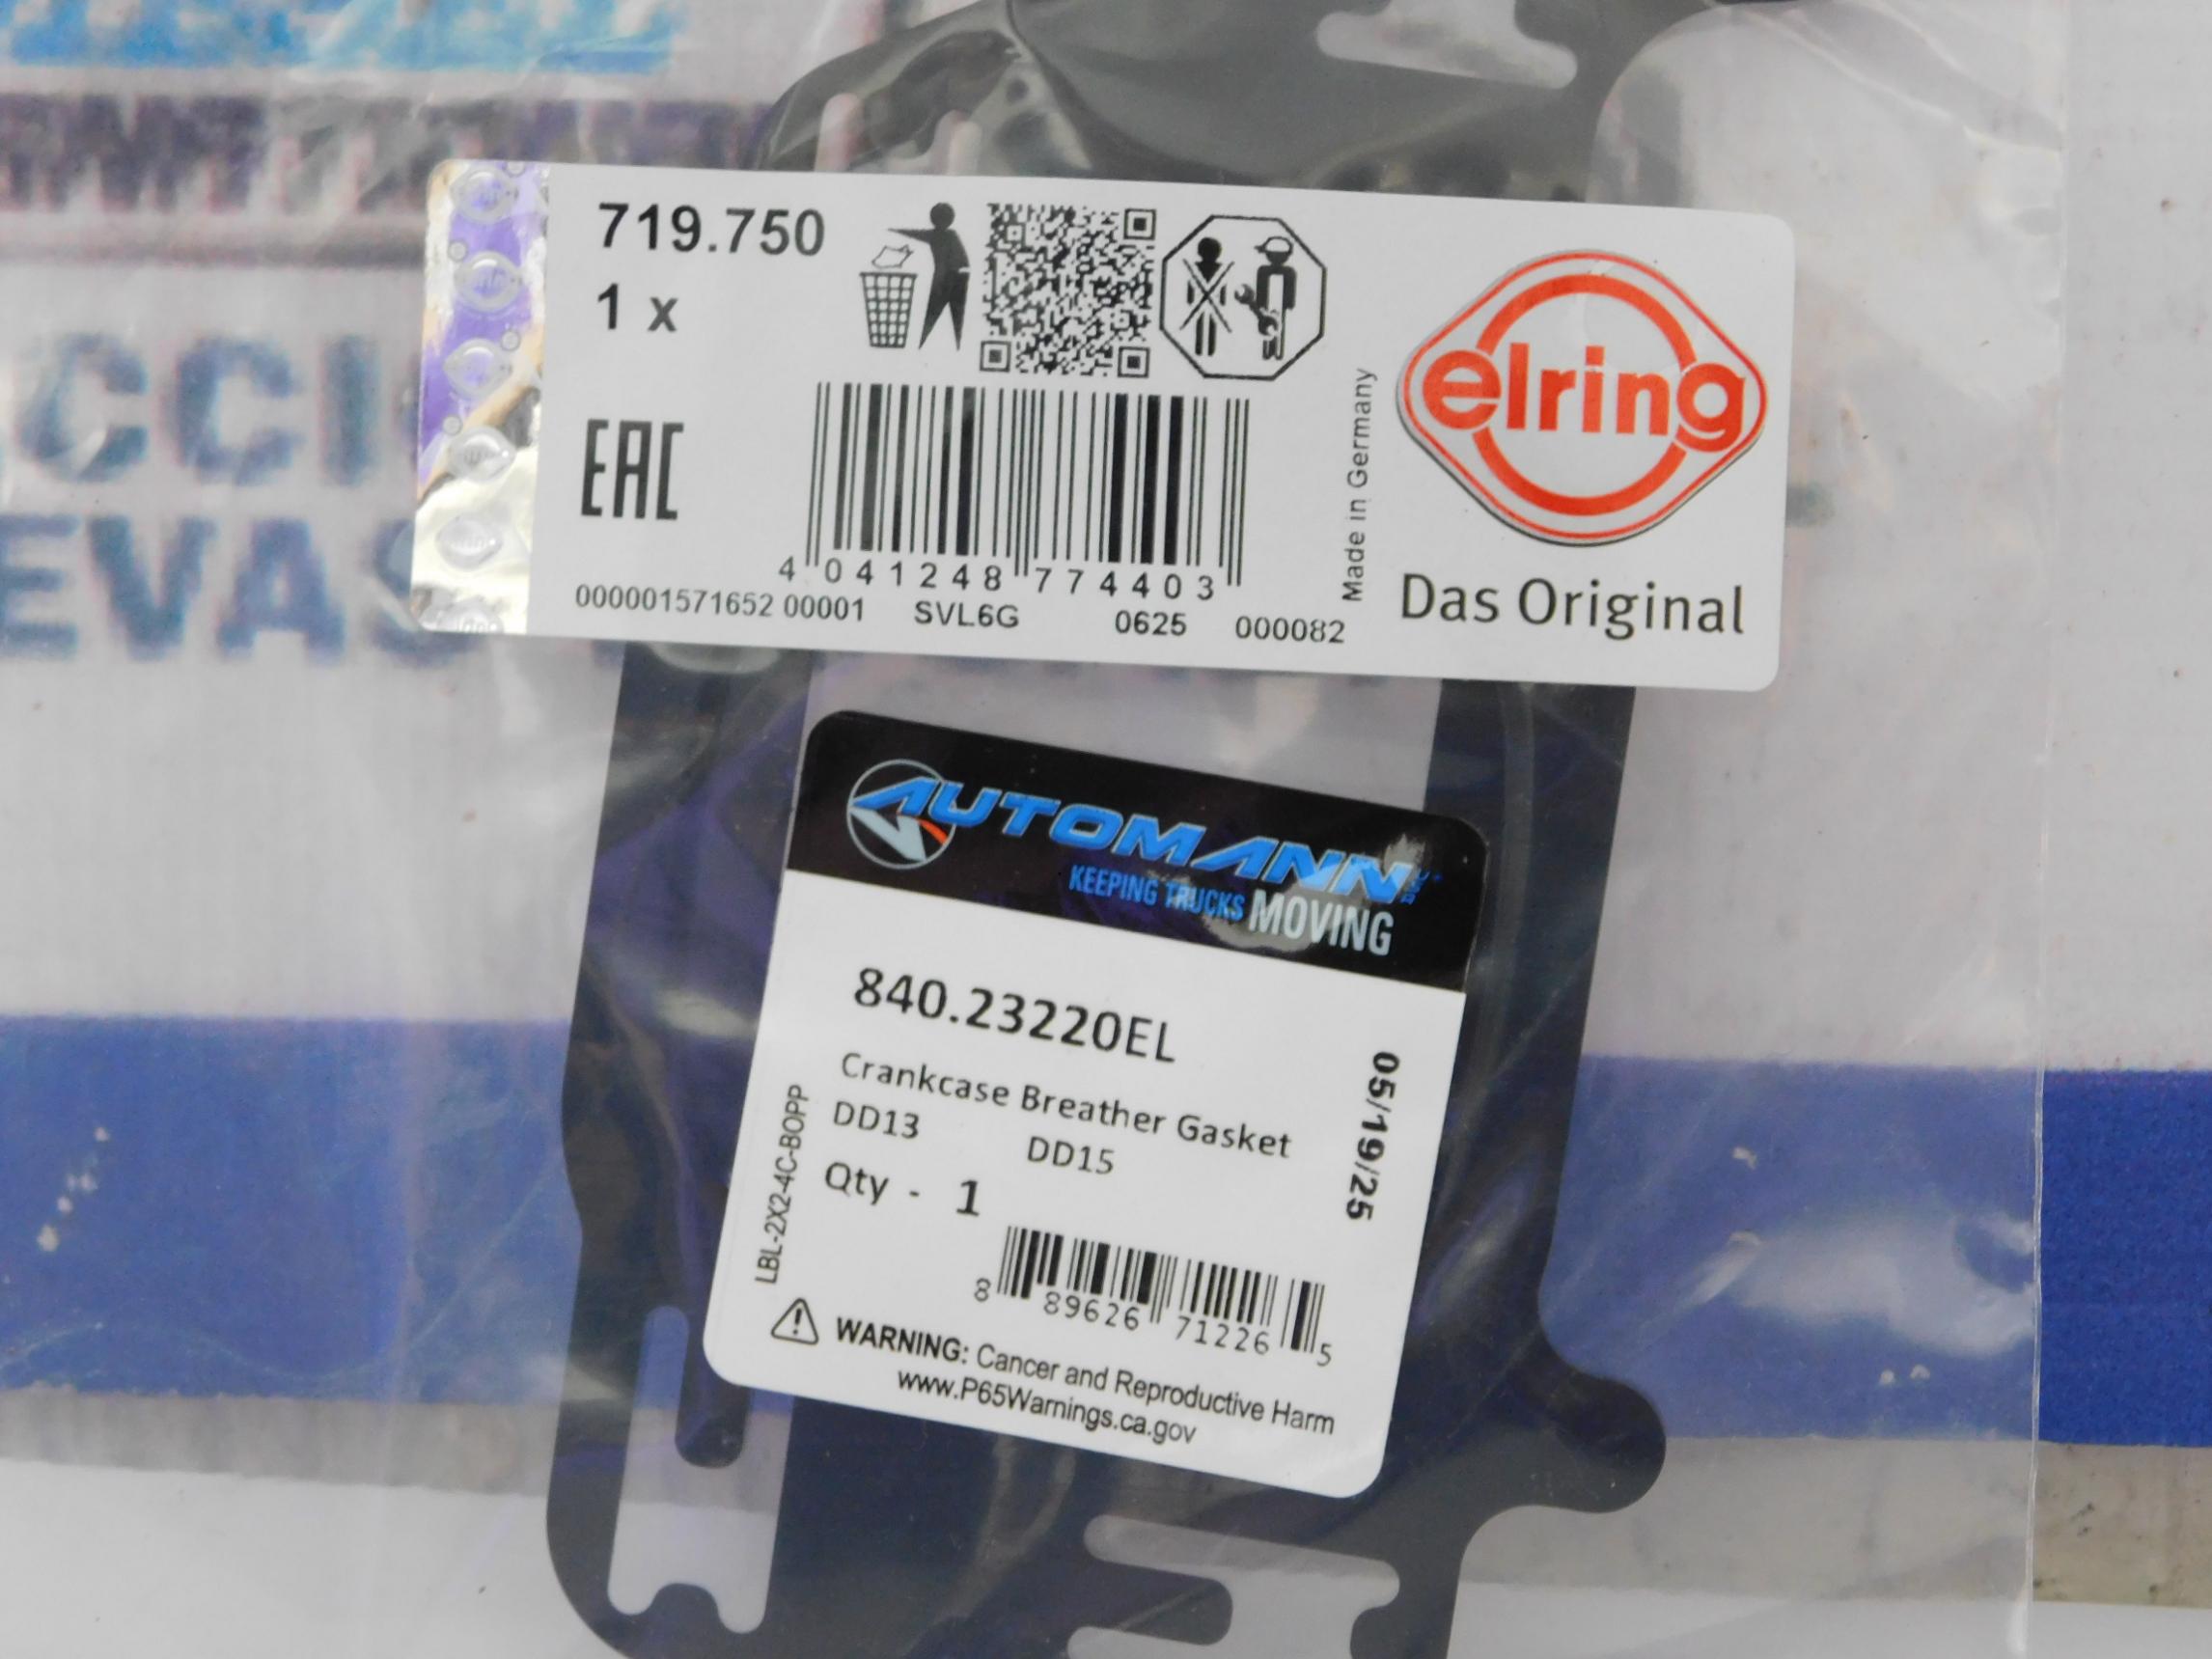 719.750
1 x
EAC
4 041248 774403
000001571652 00001 SVL6G 0625 000082
Made in Germany
elring
Das Original
CCI
EVAS
AUTOMANN
KEEPING TRUCKS MOVING
840.23220EL
Crankcase Breather Gasket
DD13 DD15
Qty - 1
05/19/25
LBL-2X2-4C-BOPP
8 89626 71226 5
WARNING: Cancer and Reproductive Harm
www.P65Warnings.ca.gov